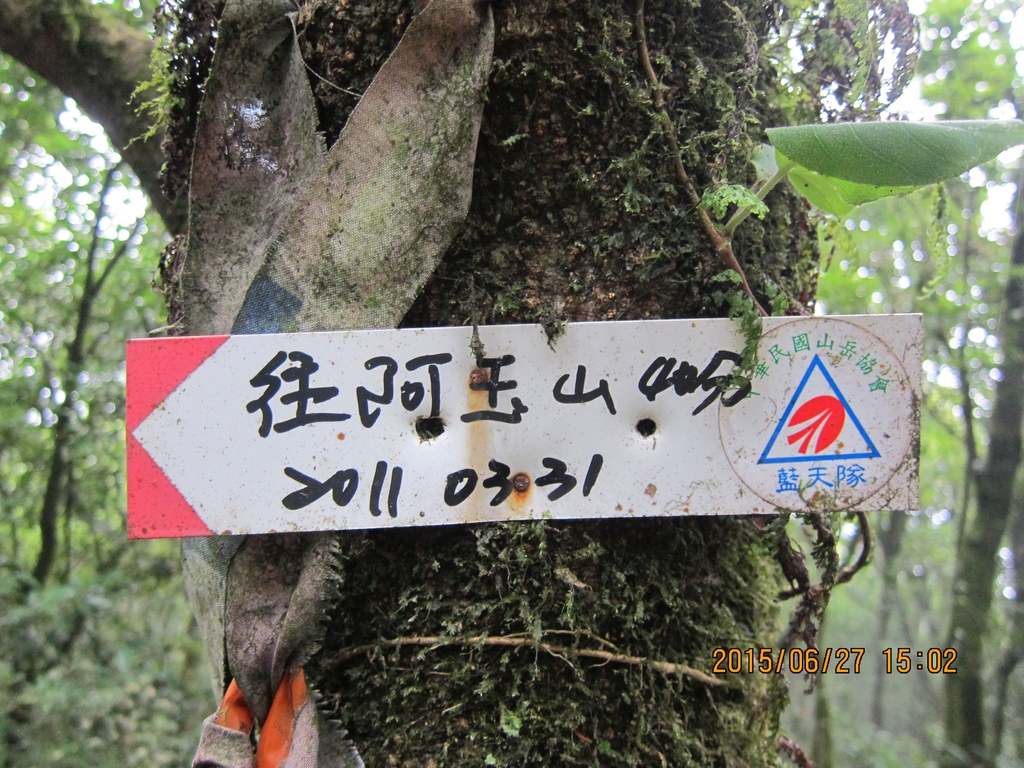 往阿玉山 40分
2011 03.31
中華民國山岳協會
藍天隊
2015/06/27 15:02